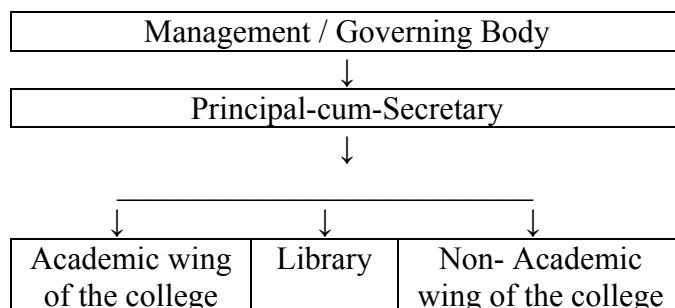 Management / Governing Body
↓
Principal-cum-Secretary
↓
↓ ↓ ↓
Academic wing Library Non- Academic
of the college wing of the college